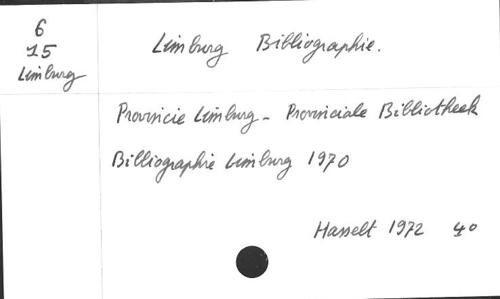 6
15
Limburg
Limburg Bibliographie.
Provincie Limburg - Provinciale Bibliotheek
Bibliographie Limburg 1970
Hasselt 1972 4o